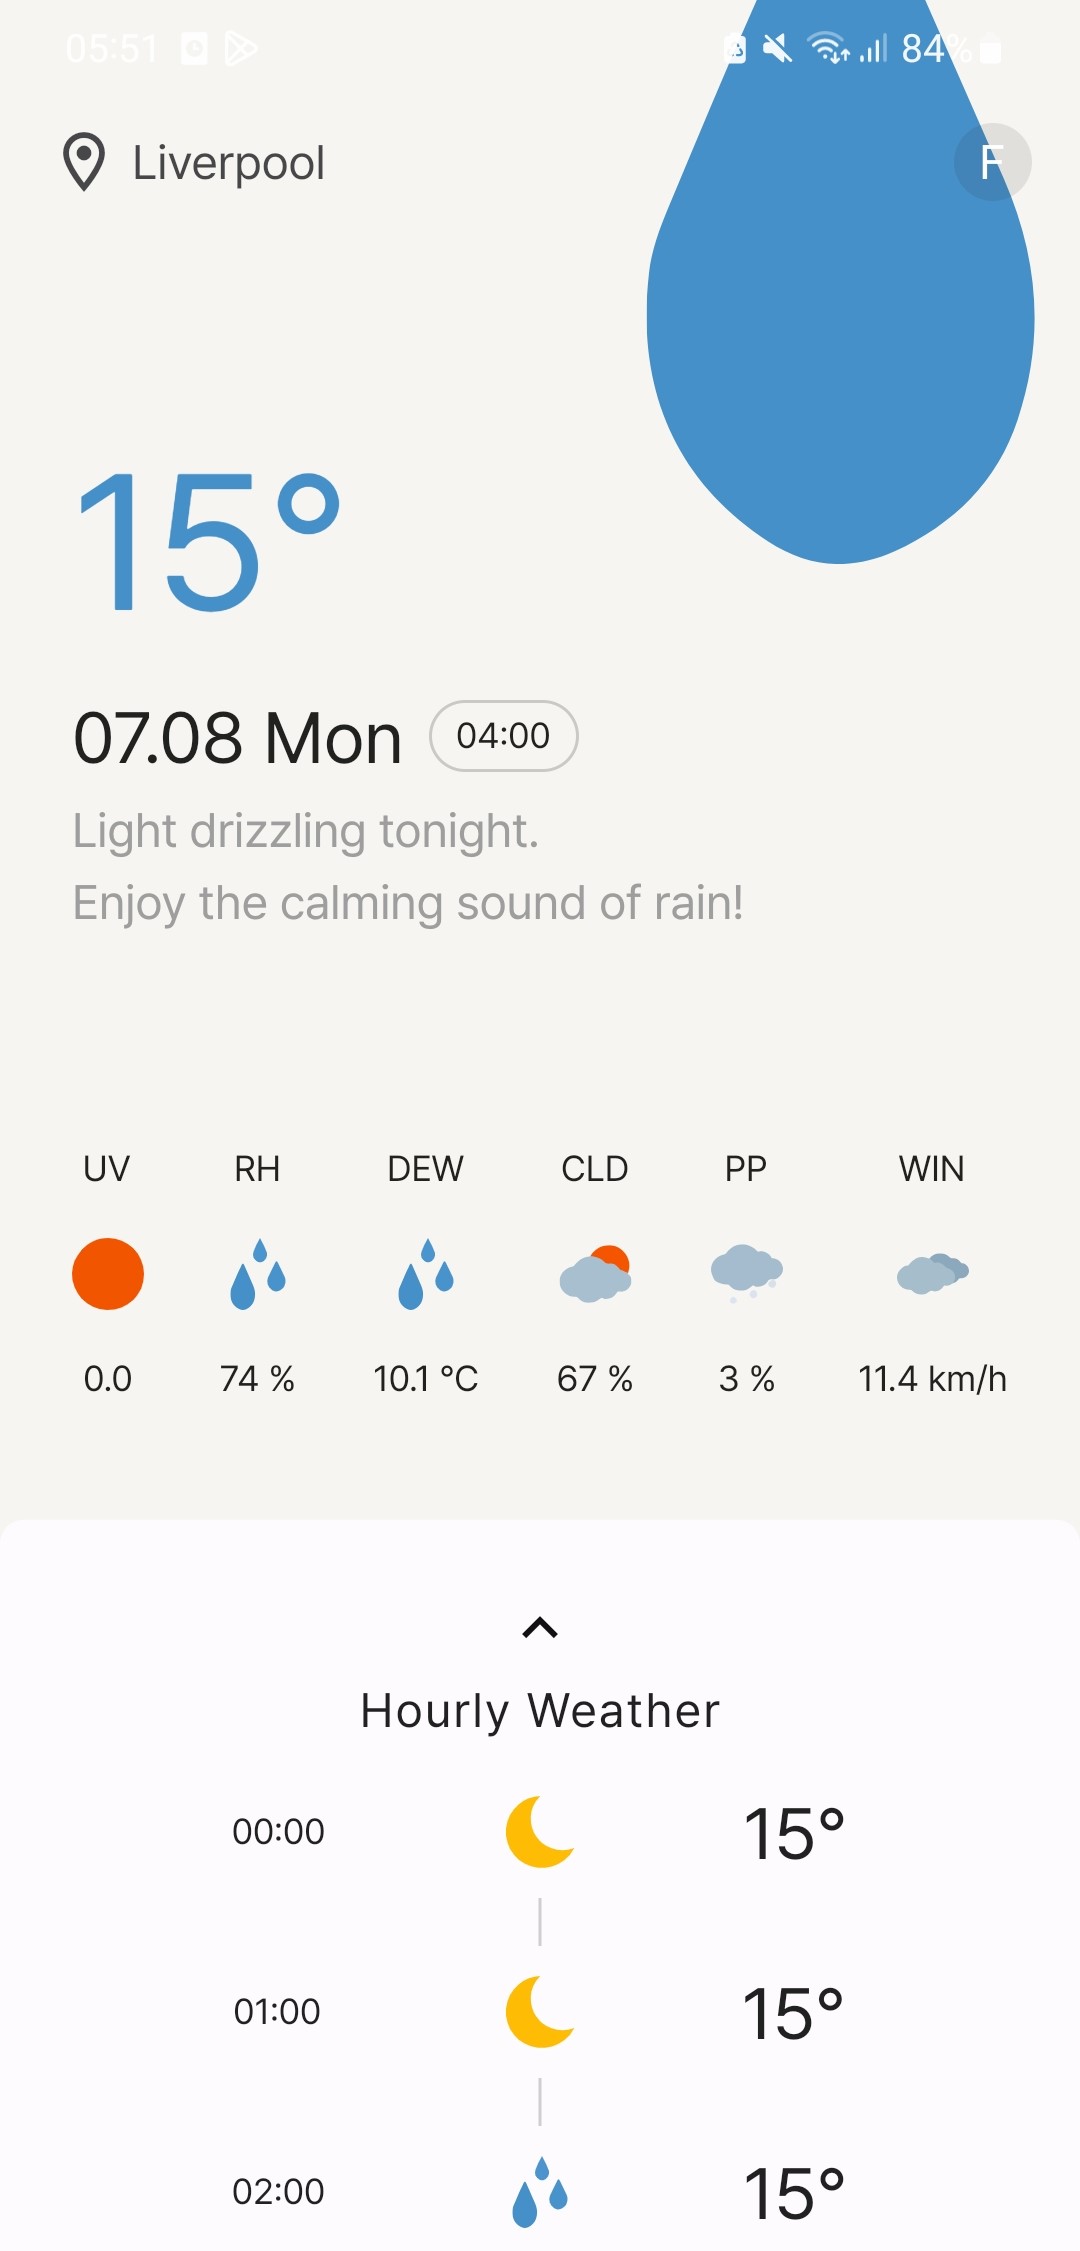 05:51 84%
Liverpool F
15°
07.08 Mon 04:00
Light drizzling tonight.
Enjoy the calming sound of rain!
UV RH DEW CLD PP WIN
0.0 74 % 10.1 °C 67 % 3 % 11.4 km/h
Hourly Weather
00:00 15°
01:00 15°
02:00 15°